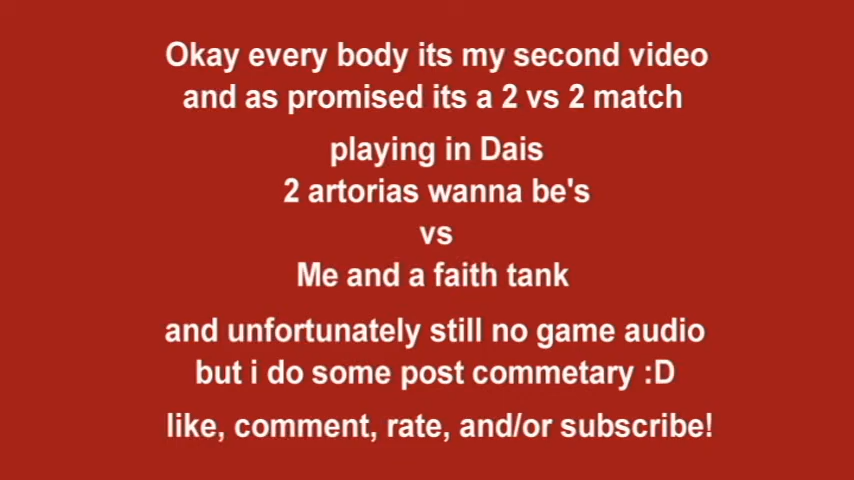 Okay every body its my second video
and as promised its a 2 vs 2 match
playing in Dais
2 artorias wanna be's
vs
Me and a faith tank
and unfortunately still no game audio
but i do some post commetary :D
like, comment, rate, and/or subscribe!